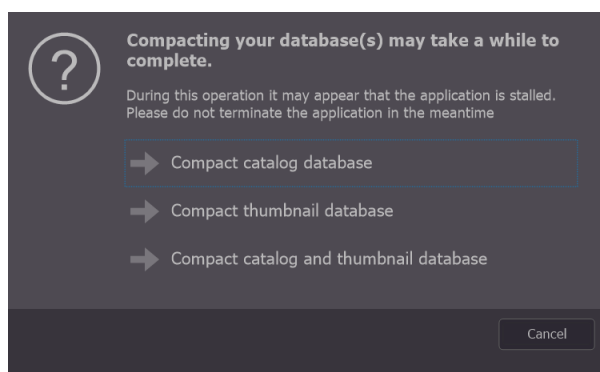 ?
Compacting your database(s) may take a while to
complete.
During this operation it may appear that the application is stalled.
Please do not terminate the application in the meantime
Compact catalog database
Compact thumbnail database
Compact catalog and thumbnail database
Cancel